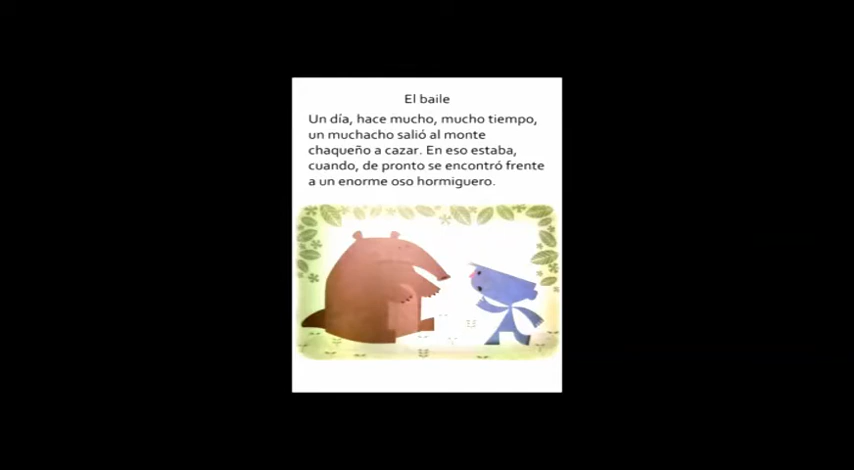 El baile
Un día, hace mucho, mucho tiempo,
un muchacho salió al monte
chaqueño a cazar. En eso estaba,
cuando, de pronto se encontró frente
a un enorme oso hormiguero.